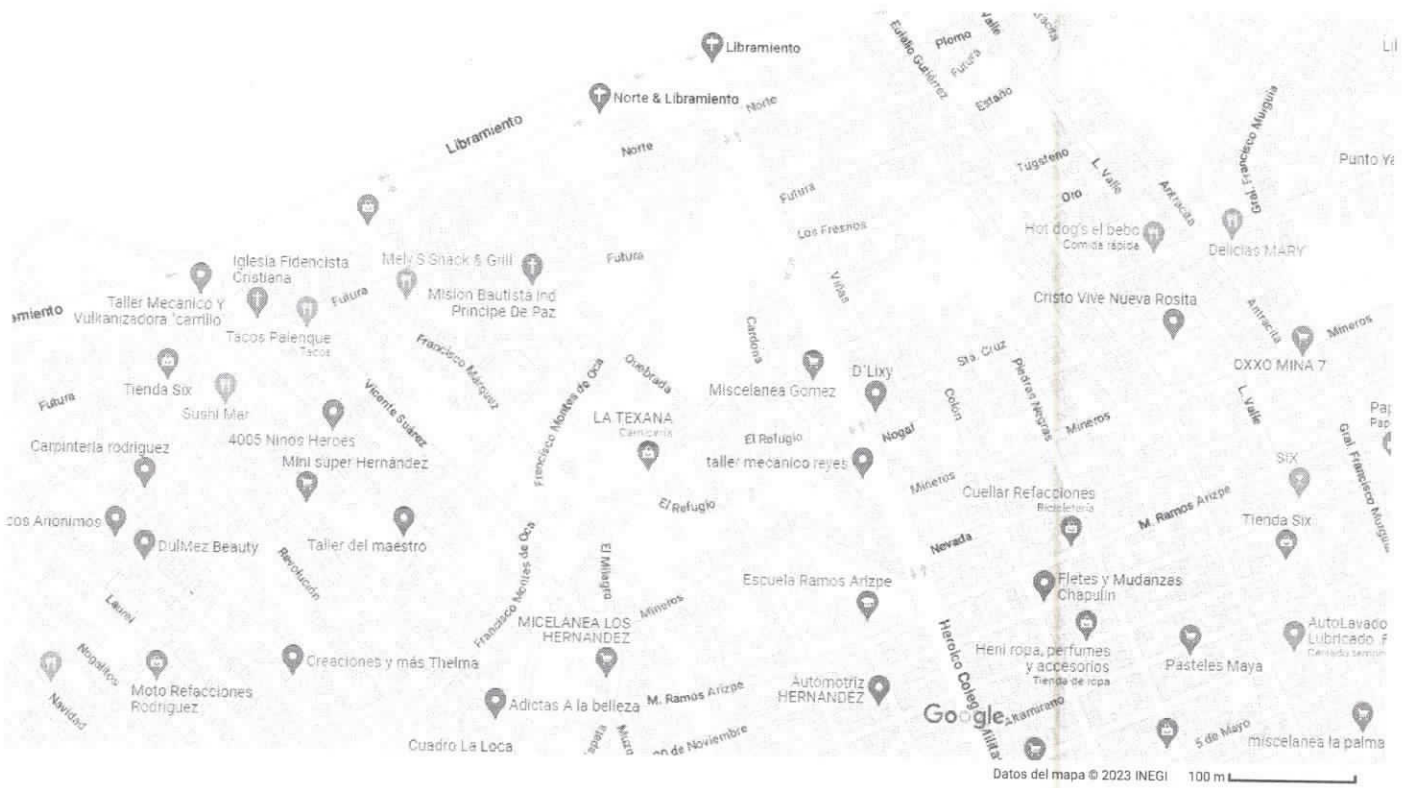 Libramiento
Eulalio Gutiérrez
Plomo
Valle
Futura
Estaño
Norte & Libramiento
Norte
Libramiento
Norte
Gral. Francisco Murguía
Tugsteno
L. Valle
Oro
Antracita
Futura
Los Fresnos
Hot dog's el bebo
Comida rápida
Delicias MARY
Iglesia Fidencista
Cristiana
Mely S Snack & Grill
Futura
Taller Mecanico Y
Vulkanizadora 'carrillo
Futura
Mision Bautista Ind
Principe De Paz
Viñas
Cristo Vive Nueva Rosita
amiento
Tacos Palenque
Tacos
Cardona
Antracita
Mineros
OXXO MINA 7
Francisco Márquez
Quebrada
Sta. Cruz
Tienda Six
Miscelanea Gomez
D'Lixy
Piedras Negras
Futura
Sushi Mar
Vicente Suárez
Francisco Montes de Oca
LA TEXANA
Carnicería
Colón
L. Valle
Carpinteria rodriguez
4005 Ninos Heroes
El Refugio
Nogal
Mineros
Mini super Hernández
taller mecanico reyes
Gral. Francisco Murguía
Mineros
SIX
Cuellar Refacciones
Bicicletería
El Refugio
M. Ramos Arizpe
cos Anonimos
DulMez Beauty
Taller del maestro
Tienda Six
Nevada
Francisco Montes de Oca
El Milagro
Revolución
Escuela Ramos Arizpe
Fletes y Mudanzas
Chapulin
Laurel
Mineros
MICELANEA LOS
HERNANDEZ
Heroico Coleg
Militar
Heni ropa, perfumes
y accesorios
Tienda de ropa
Pasteles Maya
AutoLavado
Lubricado
Nogalitos
Creaciones y más Thelma
Moto Refacciones
Rodriguez
Navidad
Automotriz
HERNANDEZ
M. Ramos Arizpe
Adictas A la belleza
Google
Altamirano
Cuadro La Loca
apata
de Noviembre
5 de Mayo
miscelanea la palma
Datos del mapa © 2023 INEGI
100 m